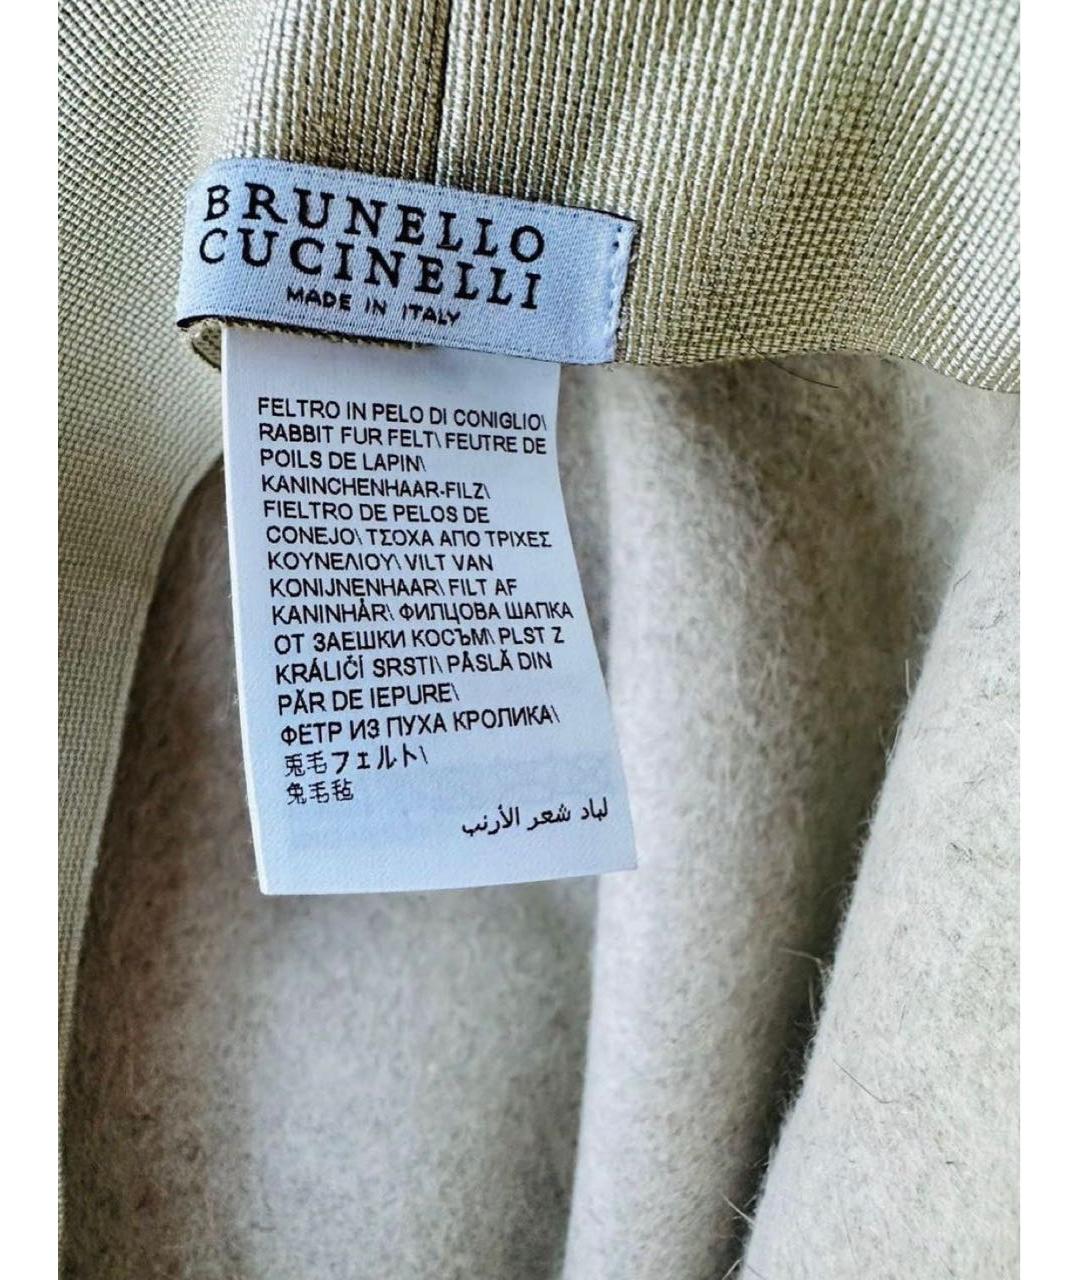 BRUNELLO
CUCINELLI
MADE IN ITALY
FELTRO IN PELO DI CONIGLIO\
RABBIT FUR FELT\ FEUTRE DE
POILS DE LAPIN\
KANINCHENHAAR-FILZ\
FIELTRO DE PELOS DE
CONEJO\ ΤΣΟΧΑ ΑΠΟ ΤΡΙΧΕΣ
ΚΟΥΝΕΛΙΟΥ\ VILT VAN
KONIJNENHAAR\ FILT AF
KANINHÅR\ ФИЛЦОВА ШАПКА
ОТ ЗАЕШКИ КОСЪМ\ PLST Z
KRÁLIČÍ SRSTI\ PÂSLĂ DIN
PĂR DE IEPURE\
ФЕТР ИЗ ПУХА КРОЛИКА\
兎毛フェルト\
兔毛毡
لباد شعر الأرنب